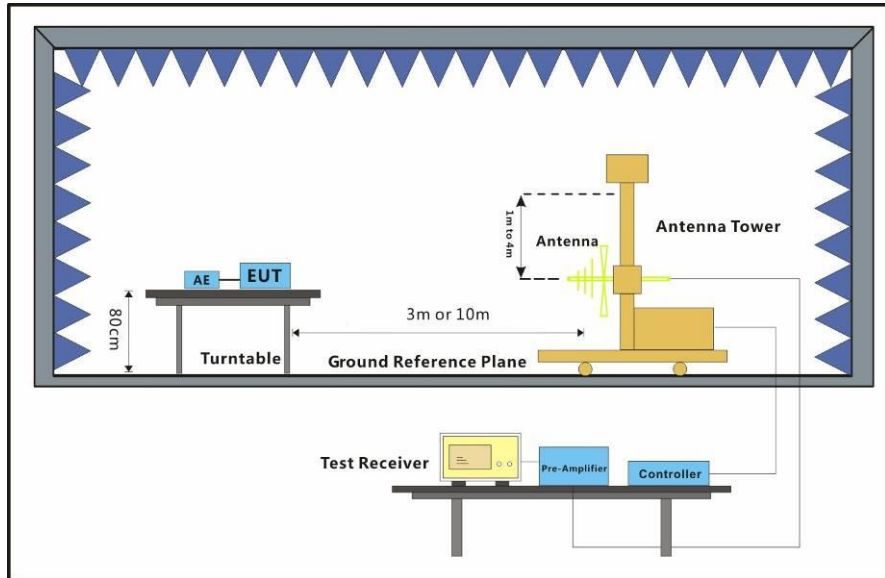 1m to 4m
Antenna
Antenna Tower
AE
EUT
80cm
3m or 10m
Turntable
Ground Reference Plane
Test Receiver
Pre-Amplifier
Controller